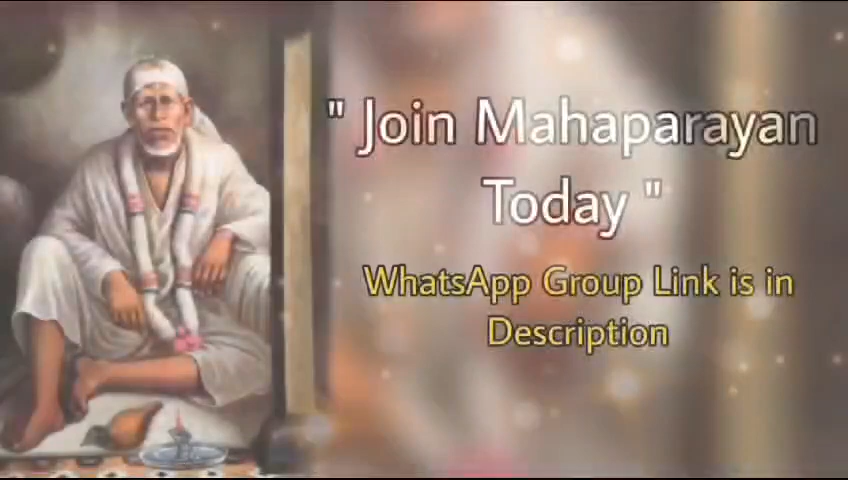 " Join Mahaparayan
Today "
WhatsApp Group Link is in
Description